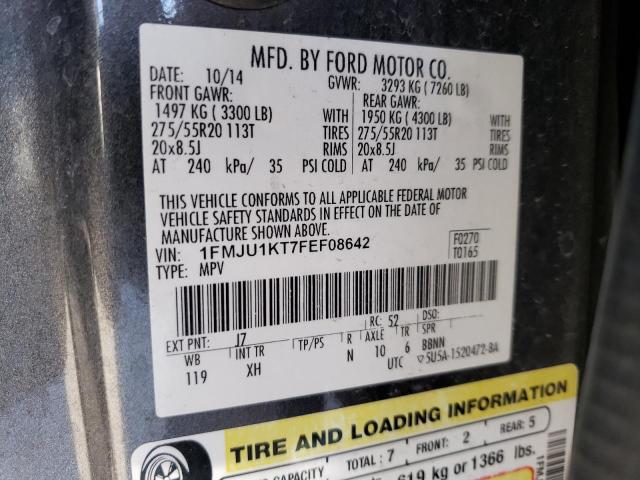 MFD. BY FORD MOTOR CO.
DATE: 10/14 GVWR: 3293 KG ( 7260 LB)
FRONT GAWR: REAR GAWR:
1497 KG ( 3300 LB) WITH 1950 KG ( 4300 LB) WITH
275/55R20 113T TIRES 275/55R20 113T TIRES
20x8.5J RIMS 20x8.5J RIMS
AT 240 kPa/ 35 PSI COLD AT 240 kPa/ 35 PSI COLD
THIS VEHICLE CONFORMS TO ALL APPLICABLE FEDERAL MOTOR
VEHICLE SAFETY STANDARDS IN EFFECT ON THE DATE OF
MANUFACTURE SHOWN ABOVE.
VIN: 1FMJU1KT7FEF08642 F0270
TYPE: MPV T0165
EXT PNT: J7 RC: 52 DSO:
WB INT TR TP/PS R AXLE TR SPR
119 XH N 10 6 BBNN
UTC ▽5U5A-1520472-BA
TIRE AND LOADING INFORMATION
CAPACITY TOTAL: 7 FRONT: 2 REAR: 5
619 kg or 1366 lbs.